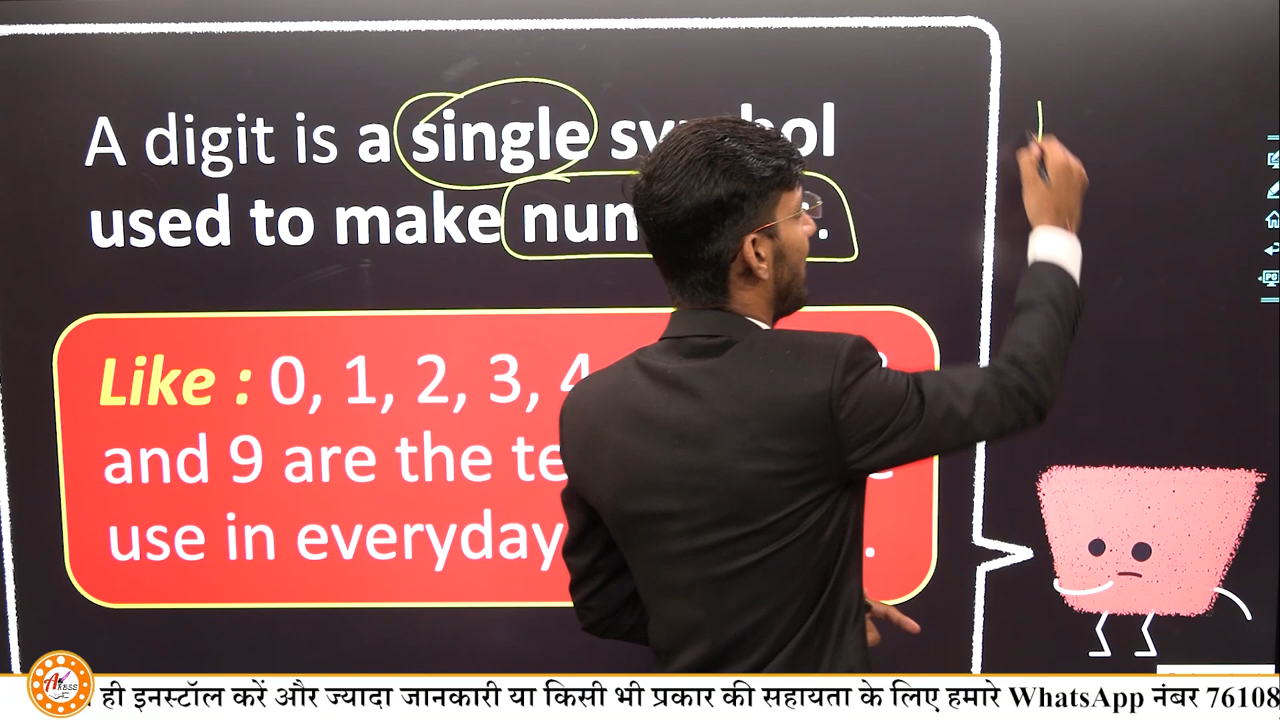 A digit is a single symbol
used to make num
Like : 0, 1, 2, 3, 4
and 9 are the te
use in everyday .
ही इनस्टॉल करें और ज्यादा जानकारी या किसी भी प्रकार की सहायता के लिए हमारे WhatsApp नंबर 76108